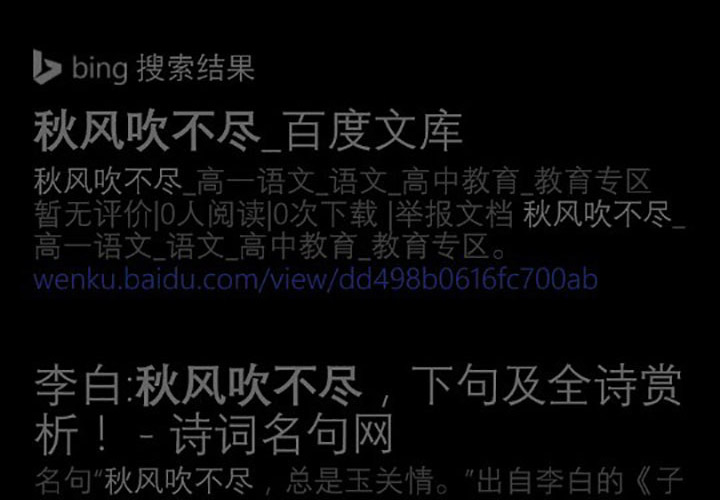 bing 搜索结果
秋风吹不尽_百度文库
秋风吹不尽_高一语文_语文_高中教育_教育专区
暂无评价|0人阅读|0次下载 |举报文档 秋风吹不尽_
高一语文_语文_高中教育_教育专区。
wenku.baidu.com/view/dd498b0616fc700ab
李白:秋风吹不尽，下句及全诗赏
析！ - 诗词名句网
名句“秋风吹不尽，总是玉关情。”出自李白的《子